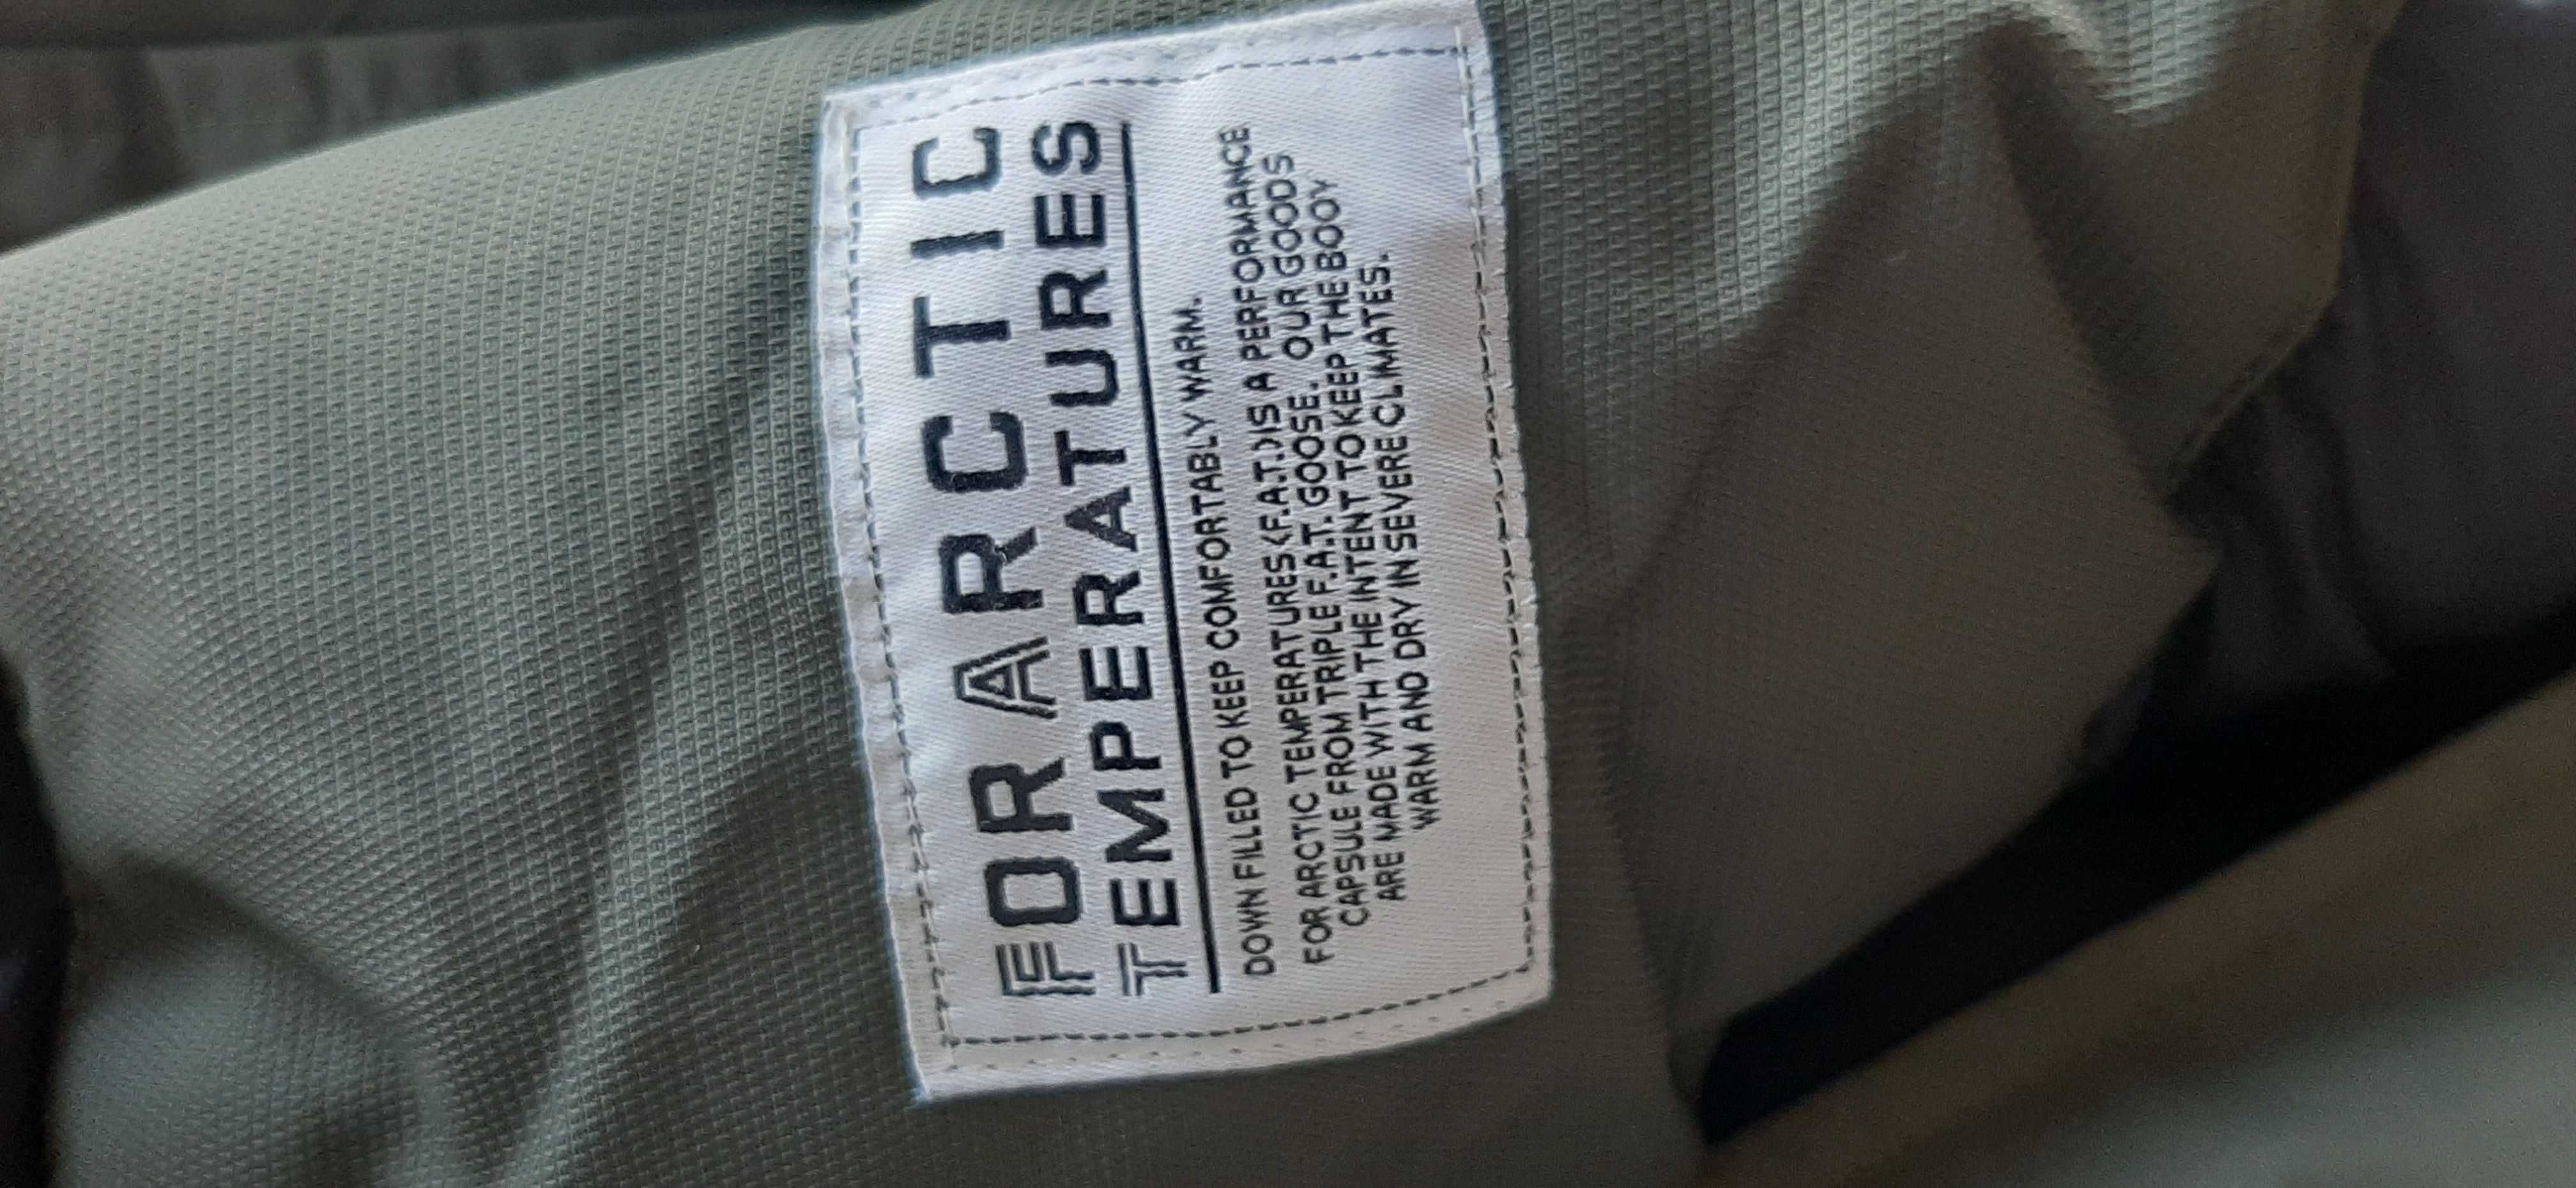 FOR ARCTIC
TEMPERATURES
DOWN FILLED TO KEEP COMFORTABLY WARM.
FOR ARCTIC TEMPERATURES (F.A.T.) IS A PERFORMANCE
CAPSULE FROM TRIPLE F.A.T. GOOSE. OUR GOODS
ARE MADE WITH THE INTENT TO KEEP THE BODY
WARM AND DRY IN SEVERE CLIMATES.